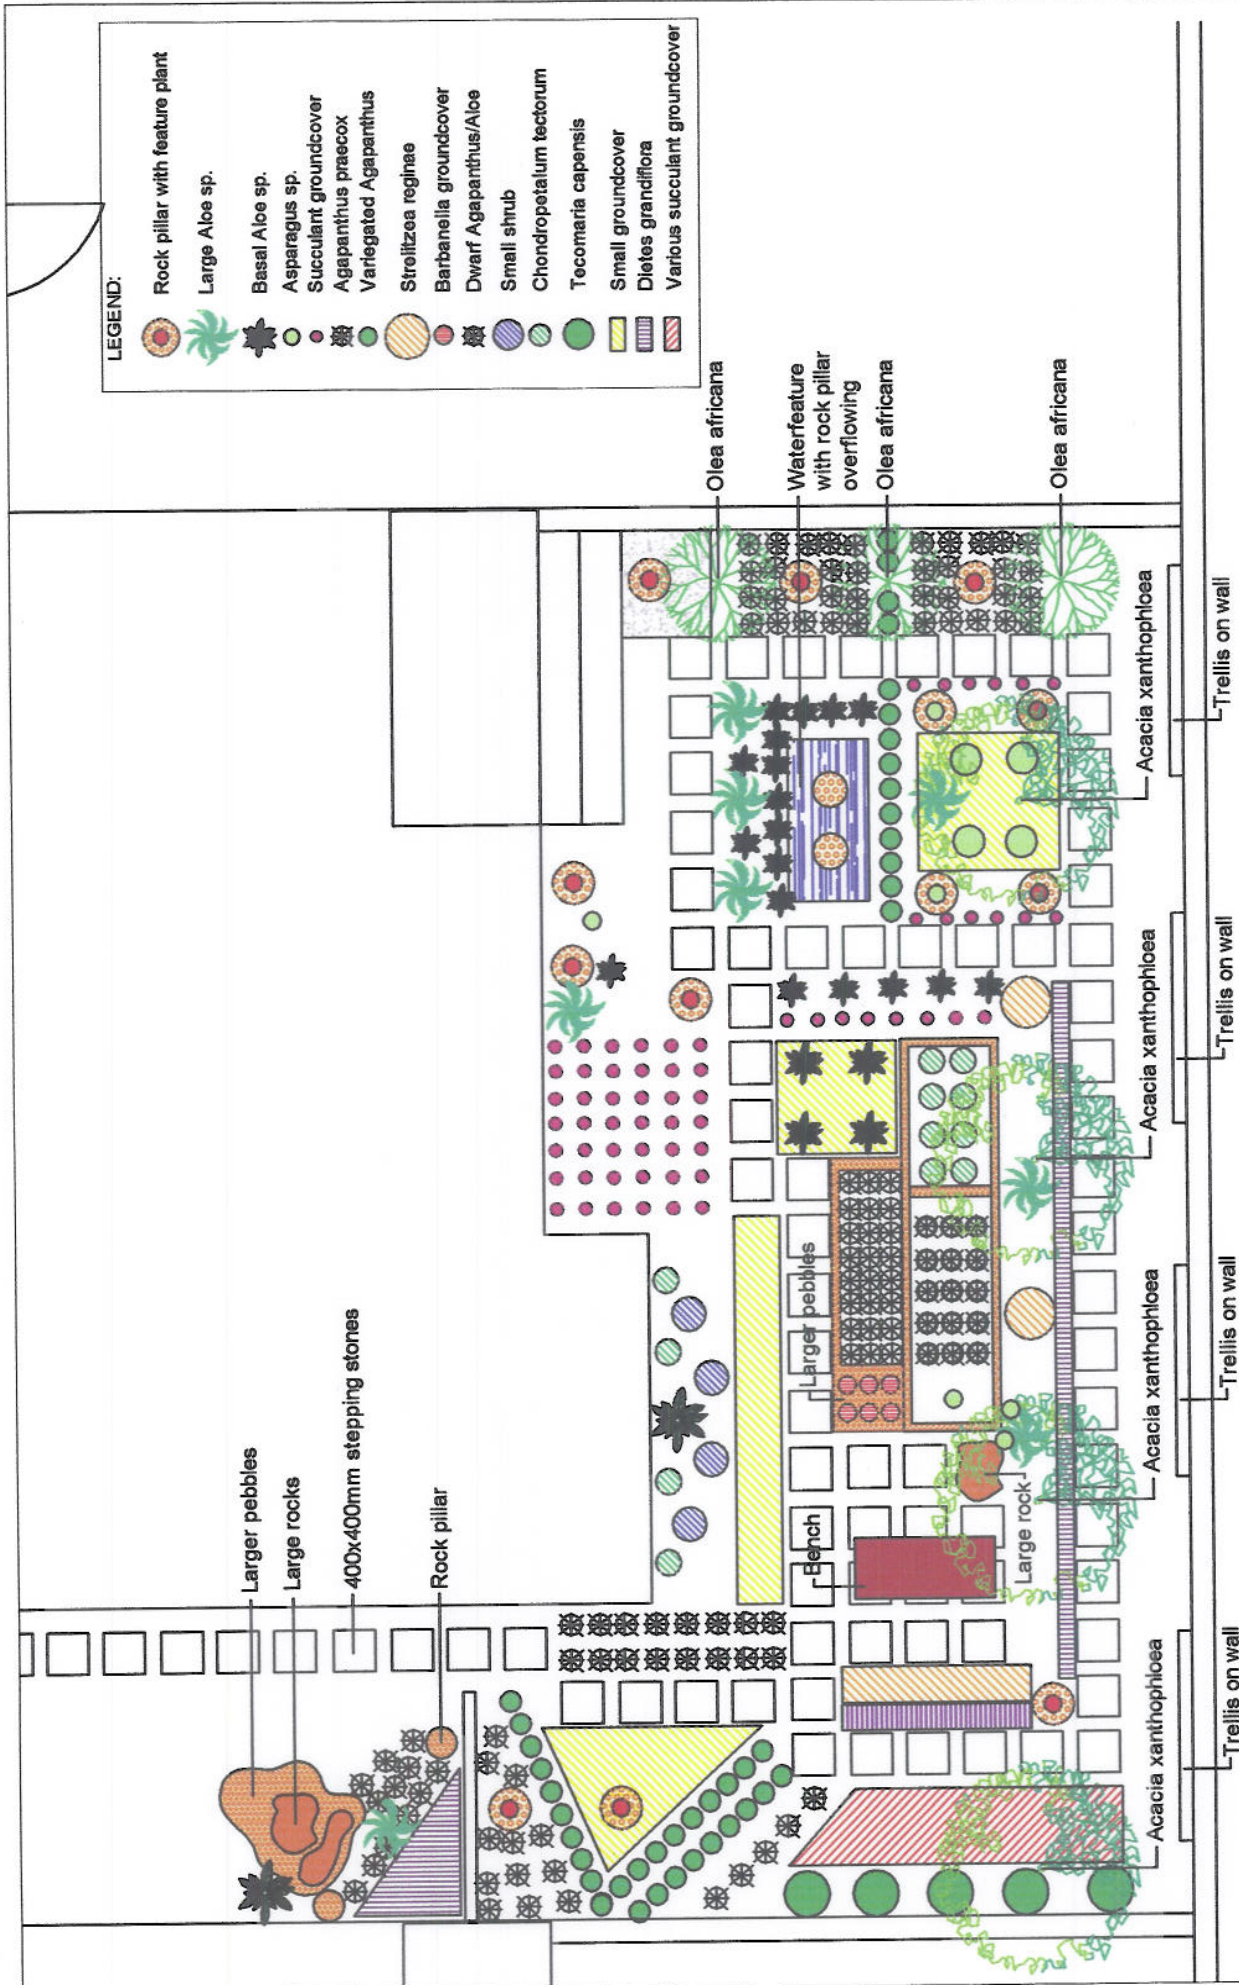 LEGEND:
Rock pillar with feature plant
Large Aloe sp.
Basal Aloe sp.
Asparagus sp.
Succulant groundcover
Agapanthus praecox
Variegated Agapanthus
Strelitzea reginae
Barbanella groundcover
Dwarf Agapanthus/Aloe
Small shrub
Chondropetalum tectorum
Tecomaria capensis
Small groundcover
Dietes grandiflora
Various succulant groundcover
Larger pebbles
Large rocks
400x400mm stepping stones
Rock pillar
Olea africana
Waterfeature
with rock pillar
overflowing
Olea africana
Olea africana
Larger pebbles
Bench
Large rock
Acacia xanthophloea
Acacia xanthophloea
Acacia xanthophloea
Acacia xanthophloea
Trellis on wall
Trellis on wall
Trellis on wall
Trellis on wall